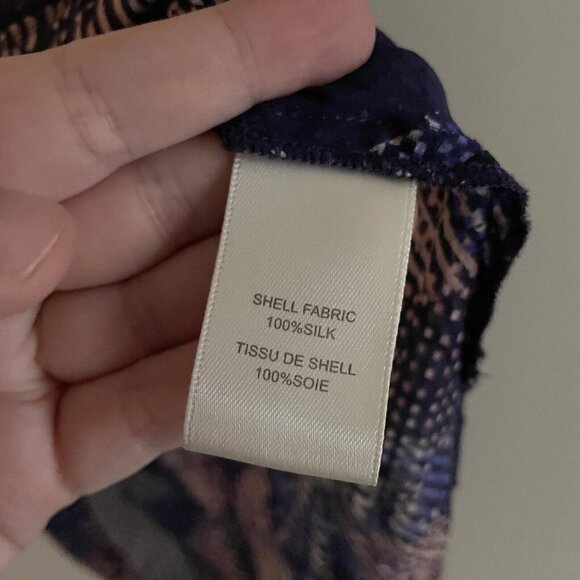 SHELL FABRIC
100%SILK
TISSU DE SHELL
100%SOIE